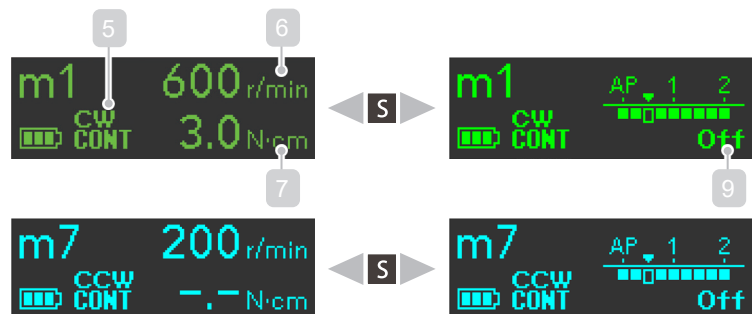 5
6
m1 600 r/min
CW
CONT 3.0 N·cm
7
S
m1 AP 1 2
CW
CONT Off
9
m7 200 r/min
CCW
CONT -.- N·cm
S
m7 AP 1 2
CCW
CONT Off